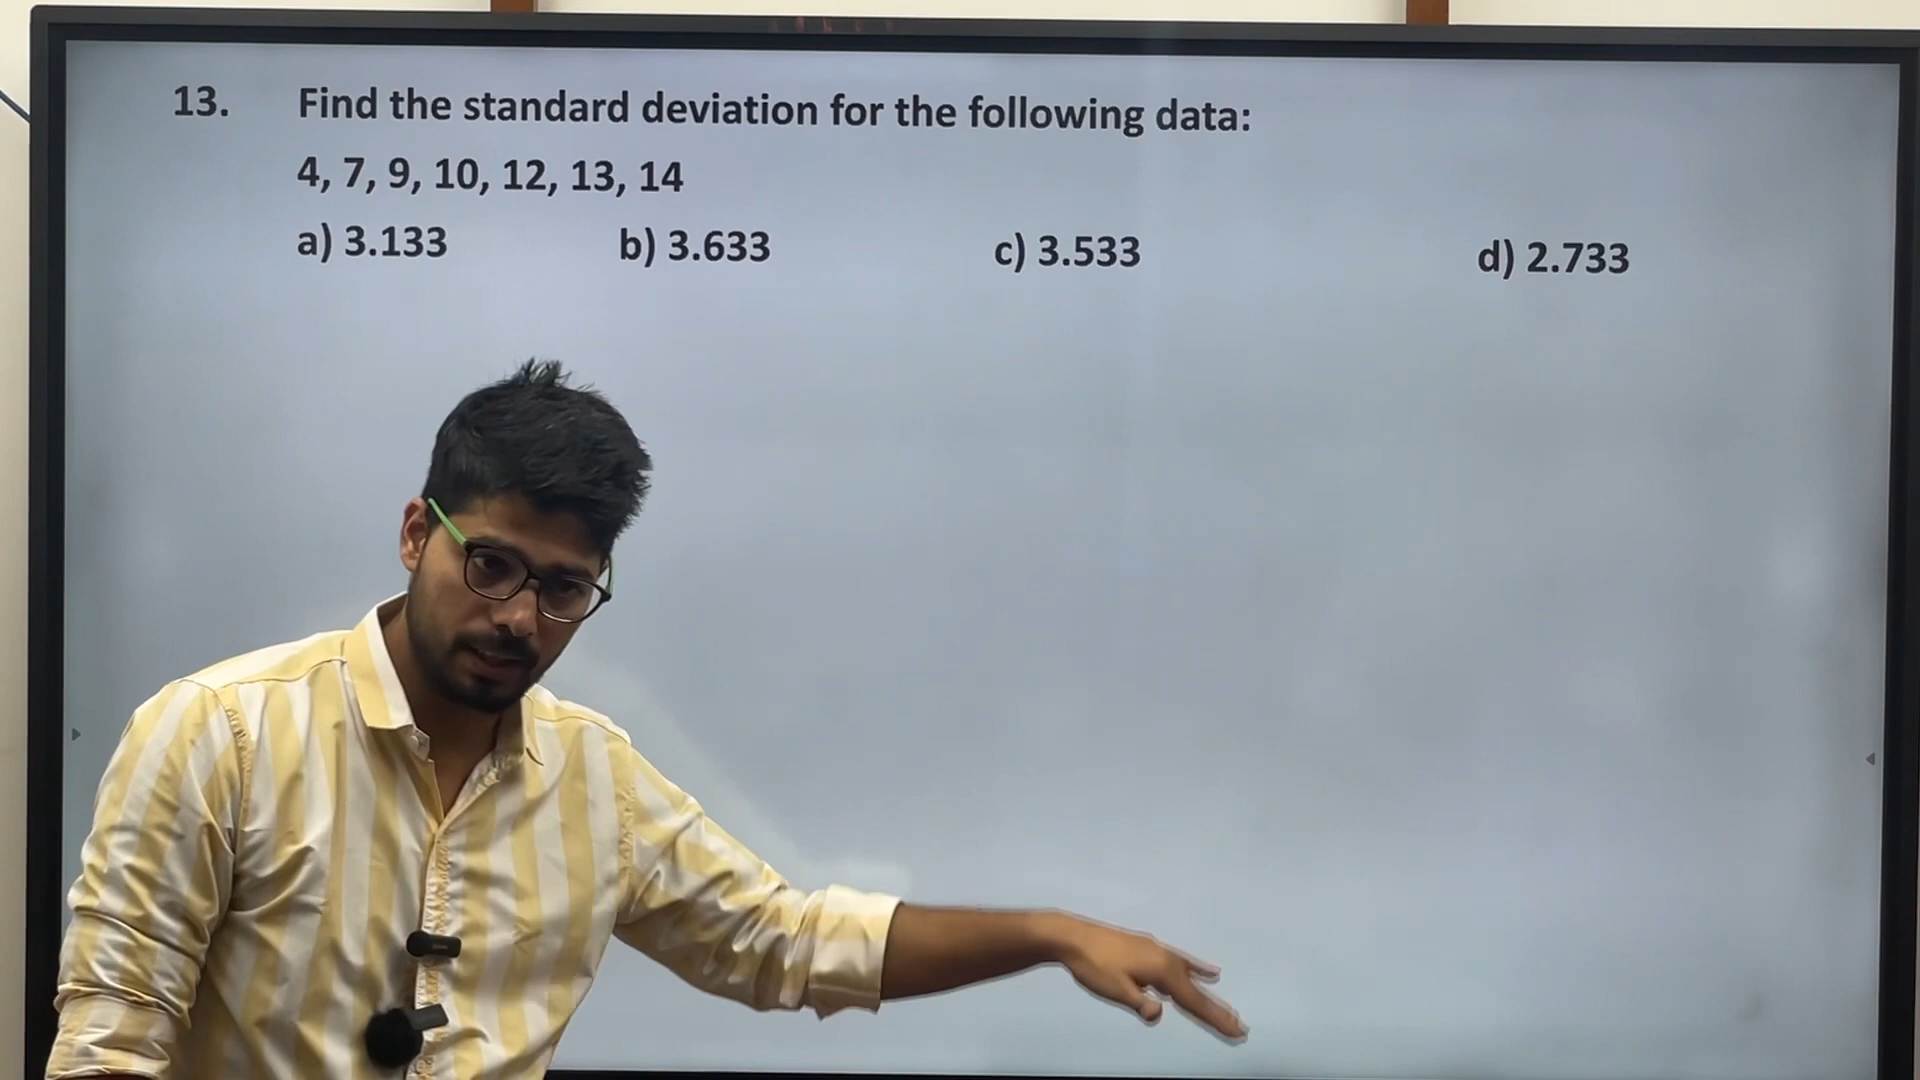 13. Find the standard deviation for the following data:
4, 7, 9, 10, 12, 13, 14
a) 3.133 b) 3.633 c) 3.533 d) 2.733